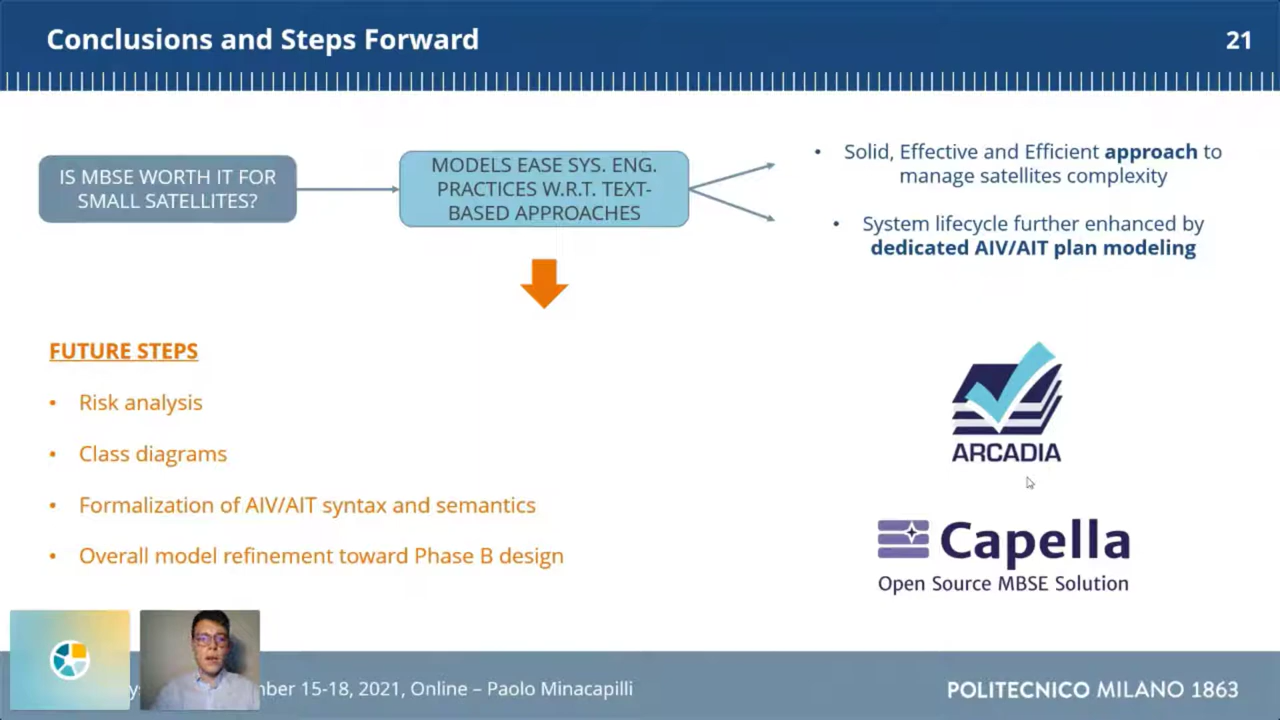 Conclusions and Steps Forward
21
IS MBSE WORTH IT FOR
SMALL SATELLITES?
MODELS EASE SYS. ENG.
PRACTICES W.R.T. TEXT-
BASED APPROACHES
• Solid, Effective and Efficient approach to
manage satellites complexity
• System lifecycle further enhanced by
dedicated AIV/AIT plan modeling
FUTURE STEPS
• Risk analysis
• Class diagrams
• Formalization of AIV/AIT syntax and semantics
• Overall model refinement toward Phase B design
ARCADIA
Capella
Open Source MBSE Solution
15-18, 2021, Online – Paolo Minacapilli
POLITECNICO MILANO 1863